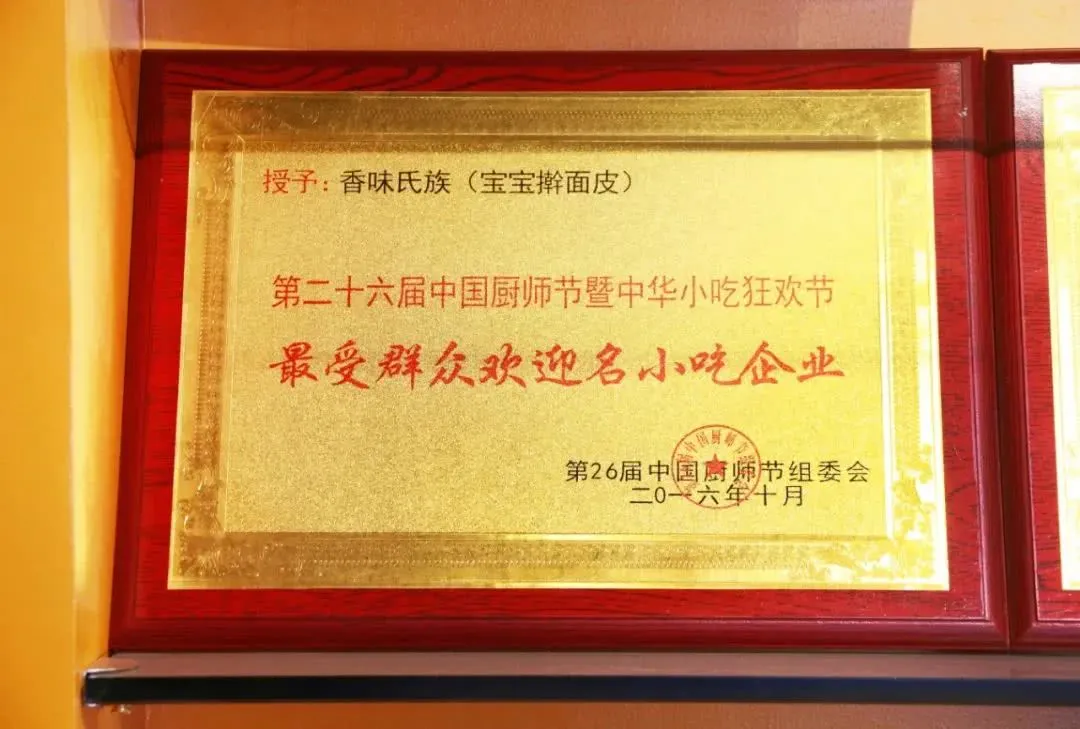 授予：香味氏族（宝宝擀面皮）
第二十六届中国厨师节暨中华小吃狂欢节
最受群众欢迎名小吃企业
第26届中国厨师节组委会
二0一六年十月